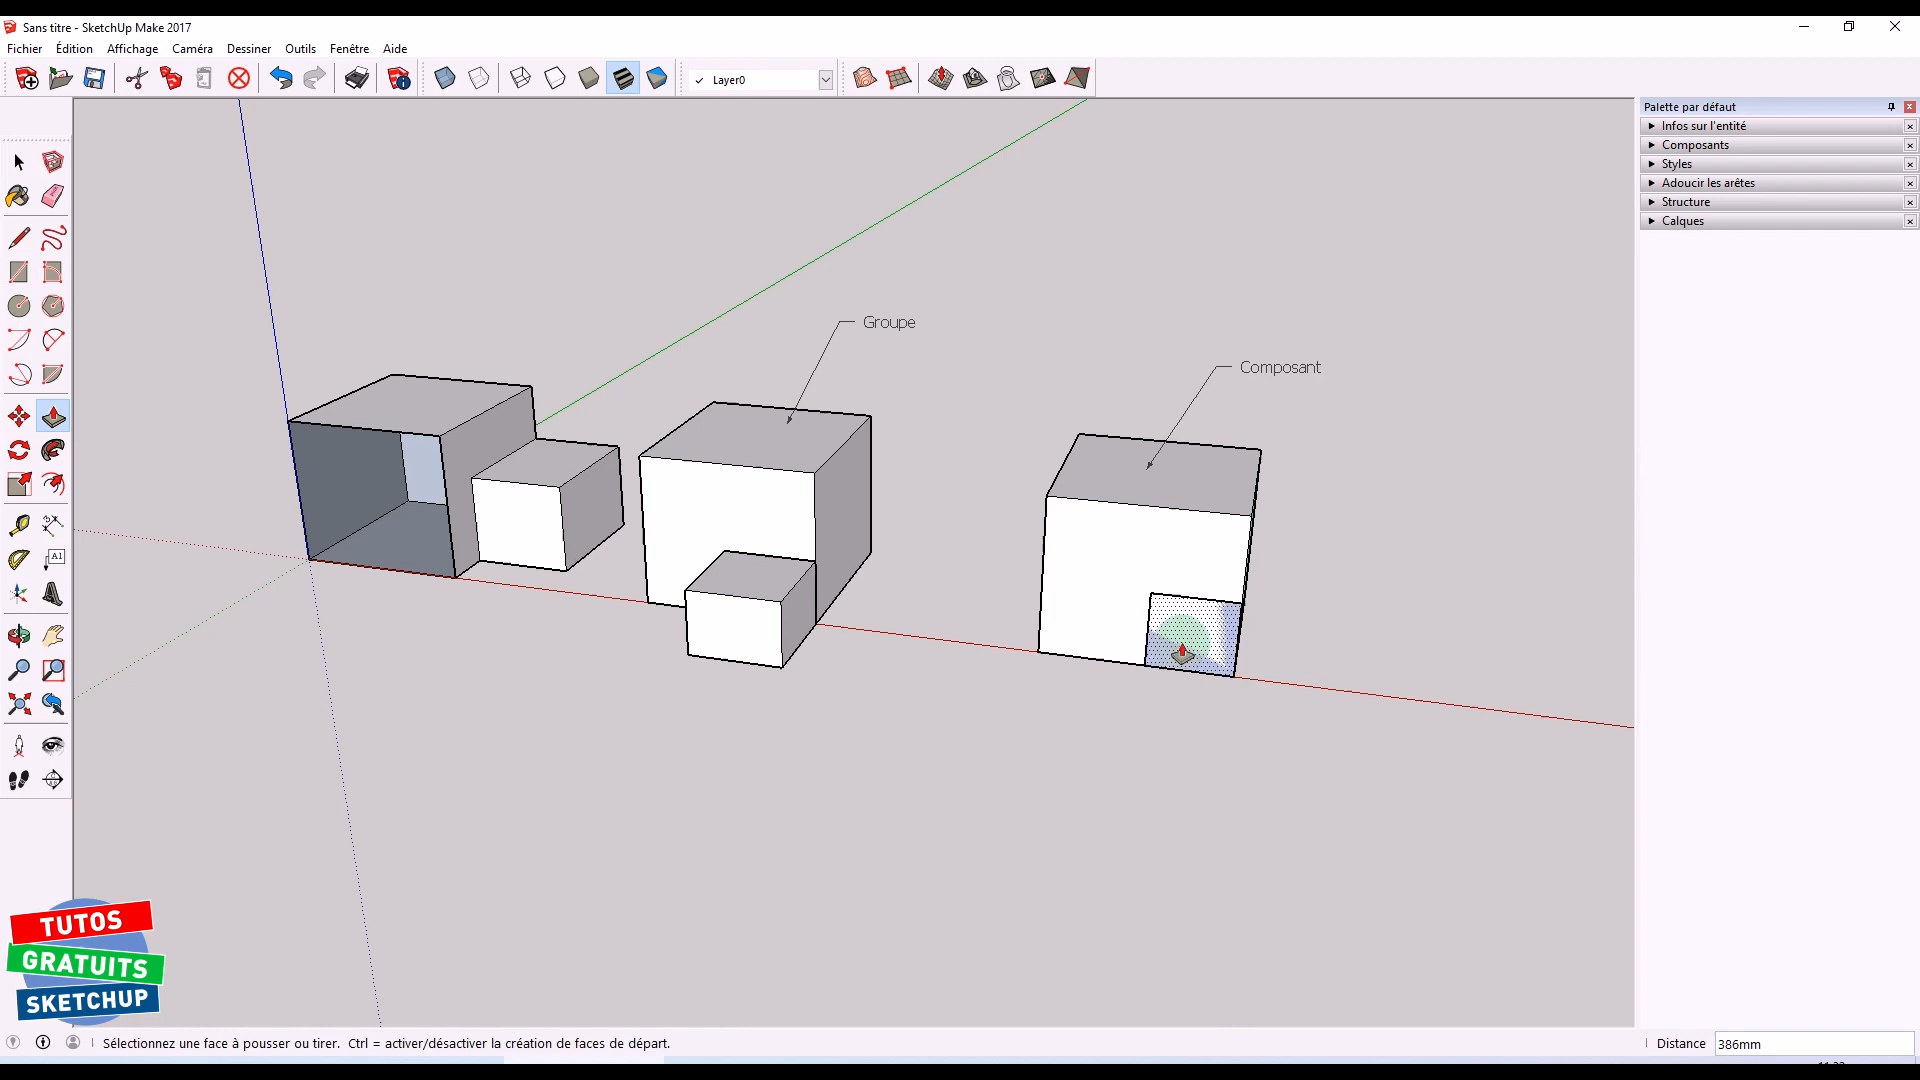 Sans titre - SketchUp Make 2017
Fichier Édition Affichage Caméra Dessiner Outils Fenêtre Aide
Layer0
Palette par défaut
Infos sur l'entité
Composants
Styles
Adoucir les arêtes
Structure
Calques
Groupe
Composant
A1
TUTOS
GRATUITS
SKETCHUP
Sélectionnez une face à pousser ou tirer. Ctrl = activer/désactiver la création de faces de départ.
Distance 386mm